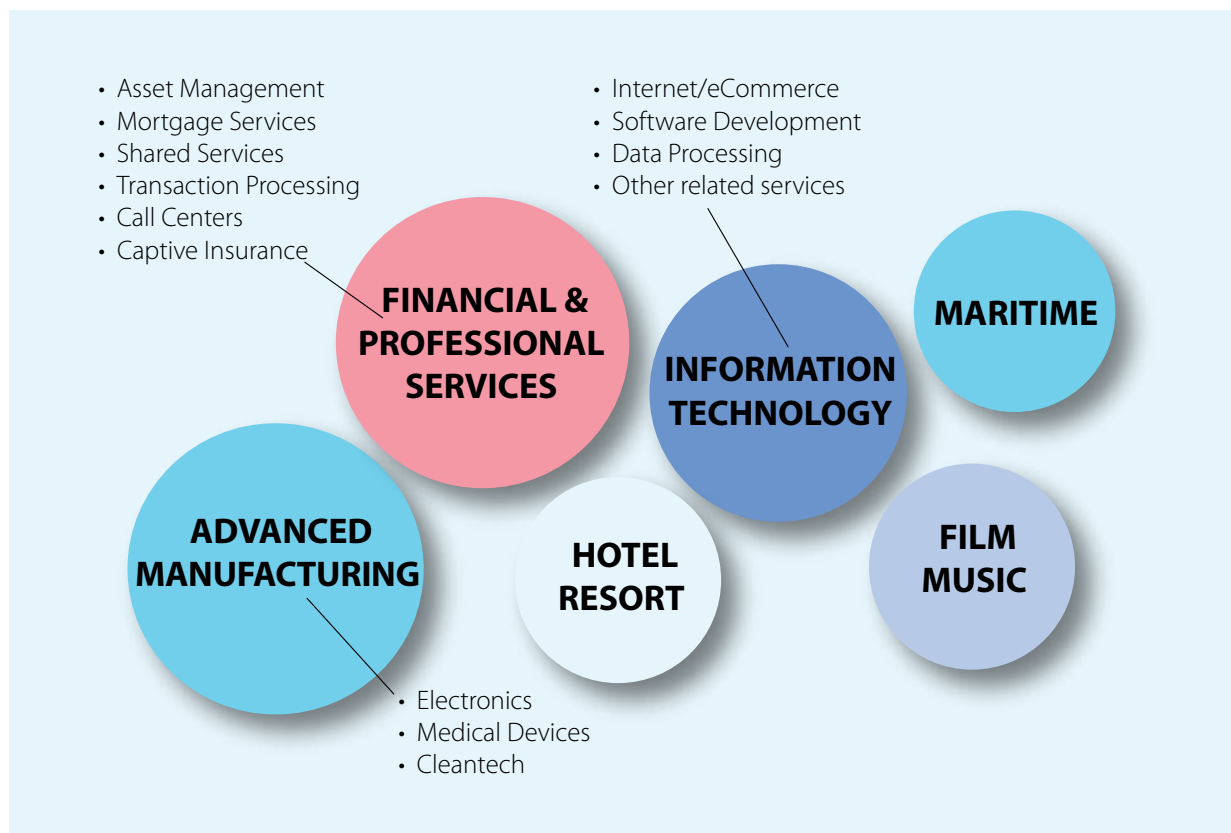 • Asset Management
• Mortgage Services
• Shared Services
• Transaction Processing
• Call Centers
• Captive Insurance
• Internet/eCommerce
• Software Development
• Data Processing
• Other related services
FINANCIAL &
PROFESSIONAL
SERVICES
INFORMATION
TECHNOLOGY
MARITIME
ADVANCED
MANUFACTURING
HOTEL
RESORT
FILM
MUSIC
• Electronics
• Medical Devices
• Cleantech